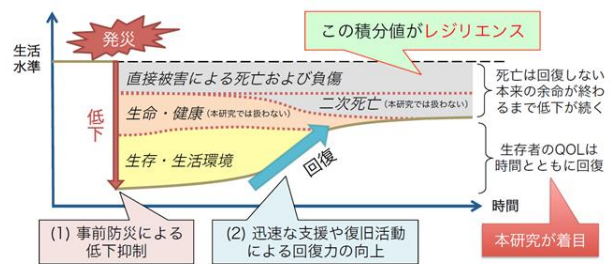 発災
この積分値がレジリエンス
生活
水準
直接被害による死亡および負傷
死亡は回復しない
本来の余命が終わ
るまで低下が続く
低下
生命・健康(本研究では扱わない)
二次死亡(本研究では扱わない)
生存・生活環境
回復
生存者のQOLは
時間とともに回復
時間
(1) 事前防災による
低下抑制
(2) 迅速な支援や復旧活動
による回復力の向上
本研究が着目